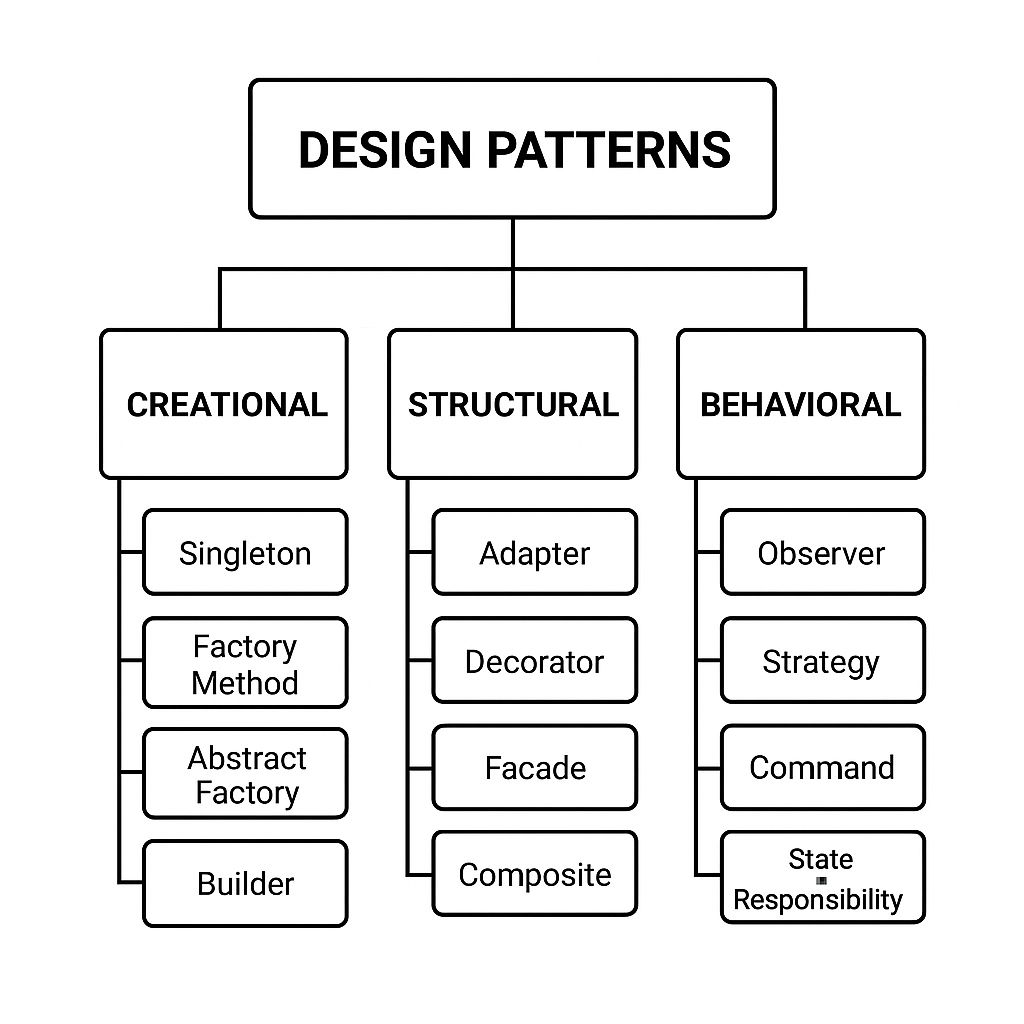 DESIGN PATTERNS
CREATIONAL
Singleton
Factory
Method
Abstract
Factory
Builder
STRUCTURAL
Adapter
Decorator
Facade
Composite
BEHAVIORAL
Observer
Strategy
Command
State
Responsibility